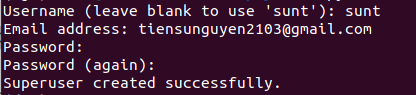 Username (leave blank to use 'sunt'): sunt
Email address: tiensunguyen2103@gmail.com
Password:
Password (again):
Superuser created successfully.